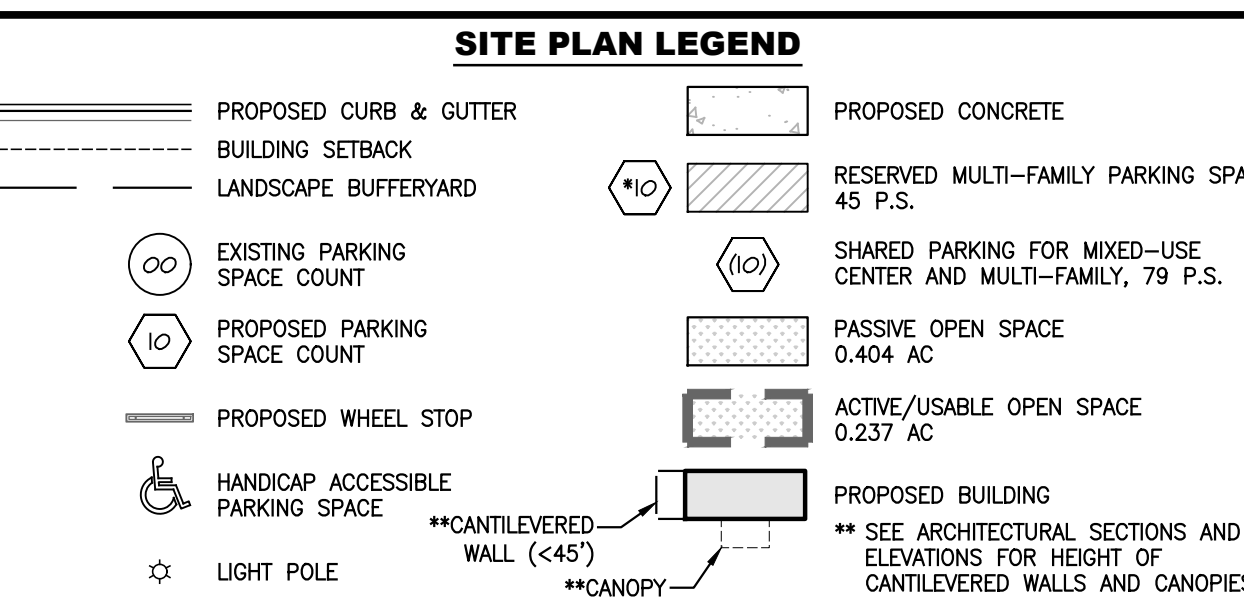 SITE PLAN LEGEND
PROPOSED CURB & GUTTER
BUILDING SETBACK
LANDSCAPE BUFFERYARD
00
EXISTING PARKING
SPACE COUNT
10
PROPOSED PARKING
SPACE COUNT
PROPOSED WHEEL STOP
HANDICAP ACCESSIBLE
PARKING SPACE
LIGHT POLE
PROPOSED CONCRETE
*10
RESERVED MULTI-FAMILY PARKING SPA
45 P.S.
(10)
SHARED PARKING FOR MIXED-USE
CENTER AND MULTI-FAMILY, 79 P.S.
PASSIVE OPEN SPACE
0.404 AC
ACTIVE/USABLE OPEN SPACE
0.237 AC
**CANTILEVERED
WALL (<45')
**CANOPY
PROPOSED BUILDING
** SEE ARCHITECTURAL SECTIONS AND
ELEVATIONS FOR HEIGHT OF
CANTILEVERED WALLS AND CANOPIES